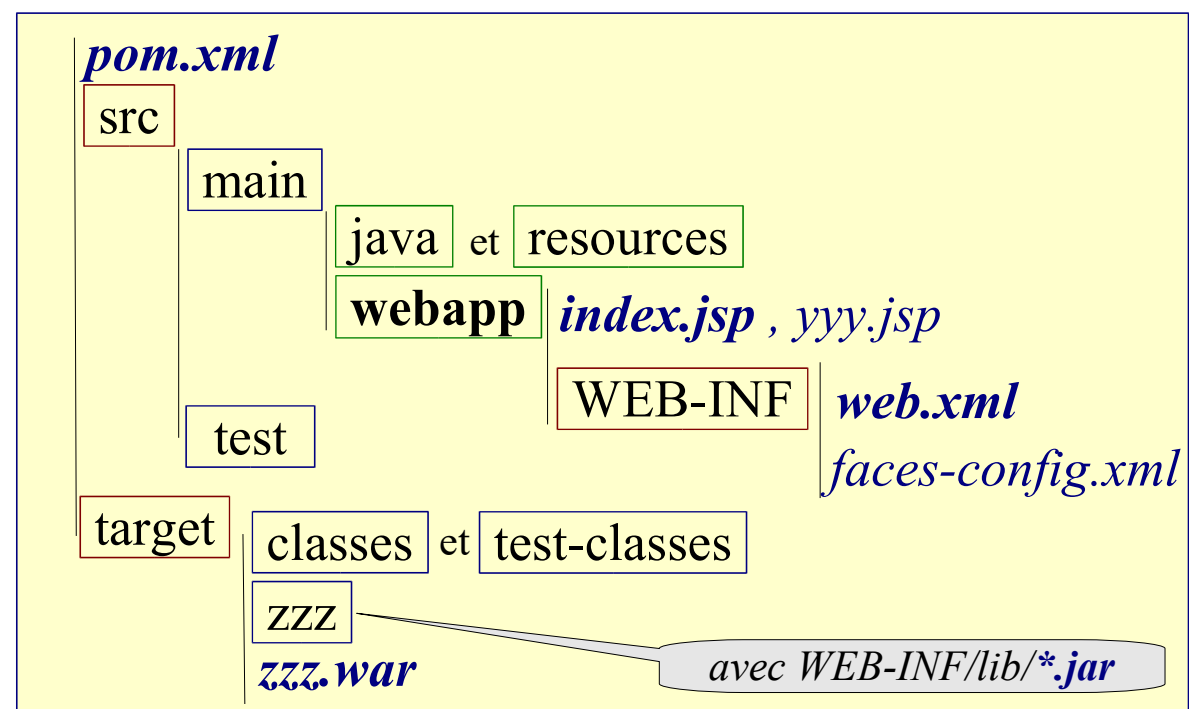 pom.xml
src
main
java et resources
webapp index.jsp , yyy.jsp
WEB-INF web.xml
test
faces-config.xml
target
classes et test-classes
zzz
avec WEB-INF/lib/*.jar
zzz.war